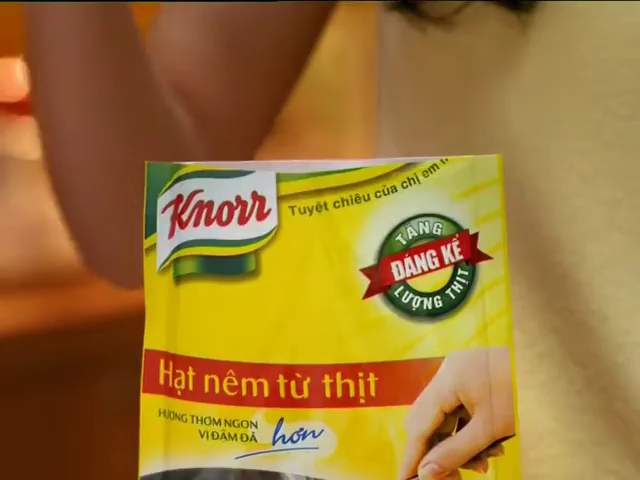 Knorr
Tuyệt chiêu của chị em
TĂNG
ĐÁNG KỂ
LƯỢNG THỊT
Hạt nêm từ thịt
HƯƠNG THƠM NGON
VỊ ĐẬM ĐÀ hơn